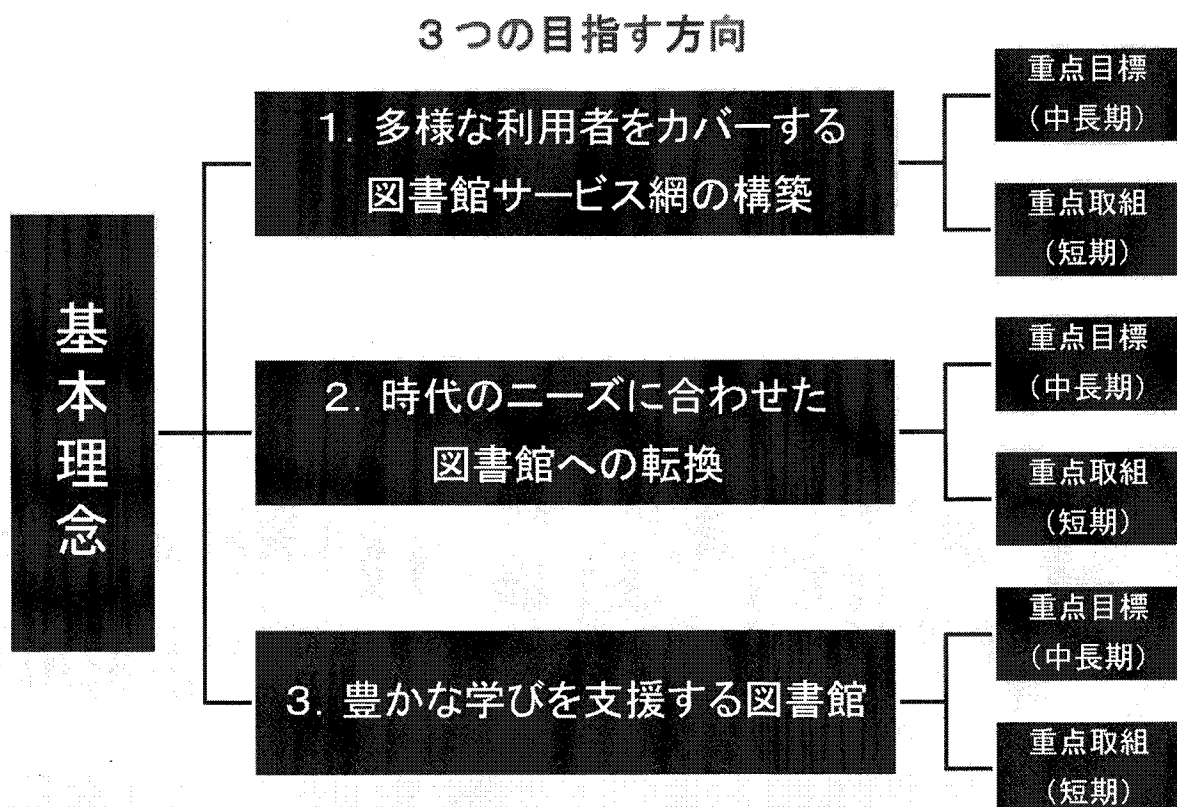 3つの目指す方向
基本理念
1. 多様な利用者をカバーする
図書館サービス網の構築
重点目標
(中長期)
重点取組
(短期)
2. 時代のニーズに合わせた
図書館への転換
重点目標
(中長期)
重点取組
(短期)
3. 豊かな学びを支援する図書館
重点目標
(中長期)
重点取組
(短期)